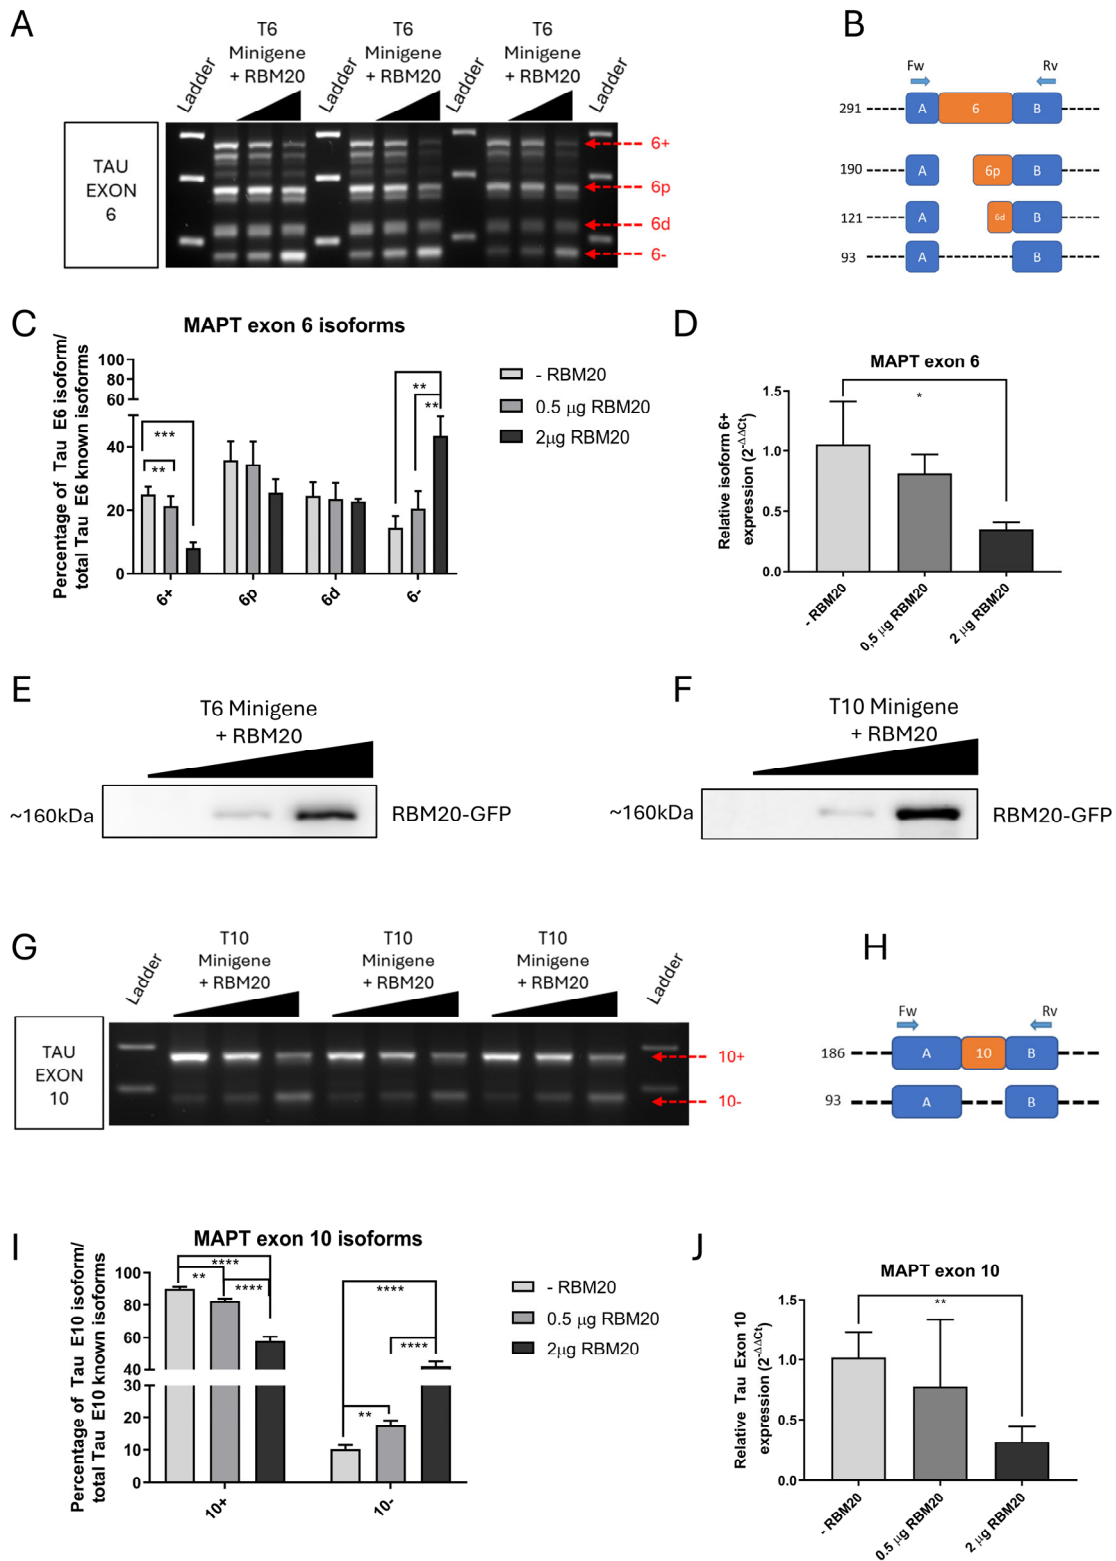 A
T6
Minigene
+ RBM20
T6
Minigene
+ RBM20
T6
Minigene
+ RBM20
Ladder
Ladder
Ladder
Ladder
TAU
EXON
6
6+
6p
6d
6-
B
Fw
Rv
291
A
6
B
190
A
6p
B
121
A
6d
B
93
A
B
C
MAPT exon 6 isoforms
Percentage of Tau E6 isoform/
total Tau E6 known isoforms
100
80
60
40
20
0
***
**
**
**
6+
6p
6d
6-
- RBM20
0.5 µg RBM20
2µg RBM20
D
MAPT exon 6
Relative isoform 6+
expression (2-ΔΔCt)
1.5
1.0
0.5
0.0
*
- RBM20
0,5 µg RBM20
2 µg RBM20
E
T6 Minigene
+ RBM20
~160kDa
RBM20-GFP
F
T10 Minigene
+ RBM20
~160kDa
RBM20-GFP
G
T10
Minigene
+ RBM20
T10
Minigene
+ RBM20
T10
Minigene
+ RBM20
Ladder
Ladder
TAU
EXON
10
10+
10-
H
Fw
Rv
186
A
10
B
93
A
B
I
MAPT exon 10 isoforms
Percentage of Tau E10 isoform/
total Tau E10 known isoforms
100
80
60
40
30
20
10
0
****
**
****
****
****
**
10+
10-
- RBM20
0.5 µg RBM20
2µg RBM20
J
MAPT exon 10
Relative Tau Exon 10
expression (2-ΔΔCt)
1.5
1.0
0.5
0.0
**
- RBM20
0.5 µg RBM20
2 µg RBM20